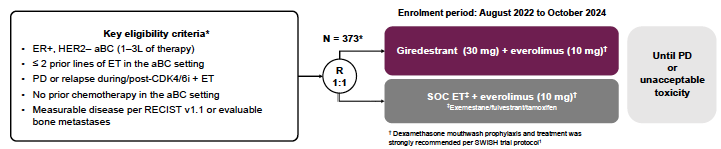 Enrolment period: August 2022 to October 2024
Key eligibility criteria*
• ER+, HER2– aBC (1–3L of therapy)
• ≤ 2 prior lines of ET in the aBC setting
• PD or relapse during/post-CDK4/6i + ET
• No prior chemotherapy in the aBC setting
• Measurable disease per RECIST v1.1 or evaluable
bone metastases
N = 373*
R
1:1
Giredestrant (30 mg) + everolimus (10 mg)†
SOC ET‡ + everolimus (10 mg)†
‡Exemestane/fulvestrant/tamoxifen
† Dexamethasone mouthwash prophylaxis and treatment was
strongly recommended per SWISH trial protocol1
Until PD
or
unacceptable
toxicity